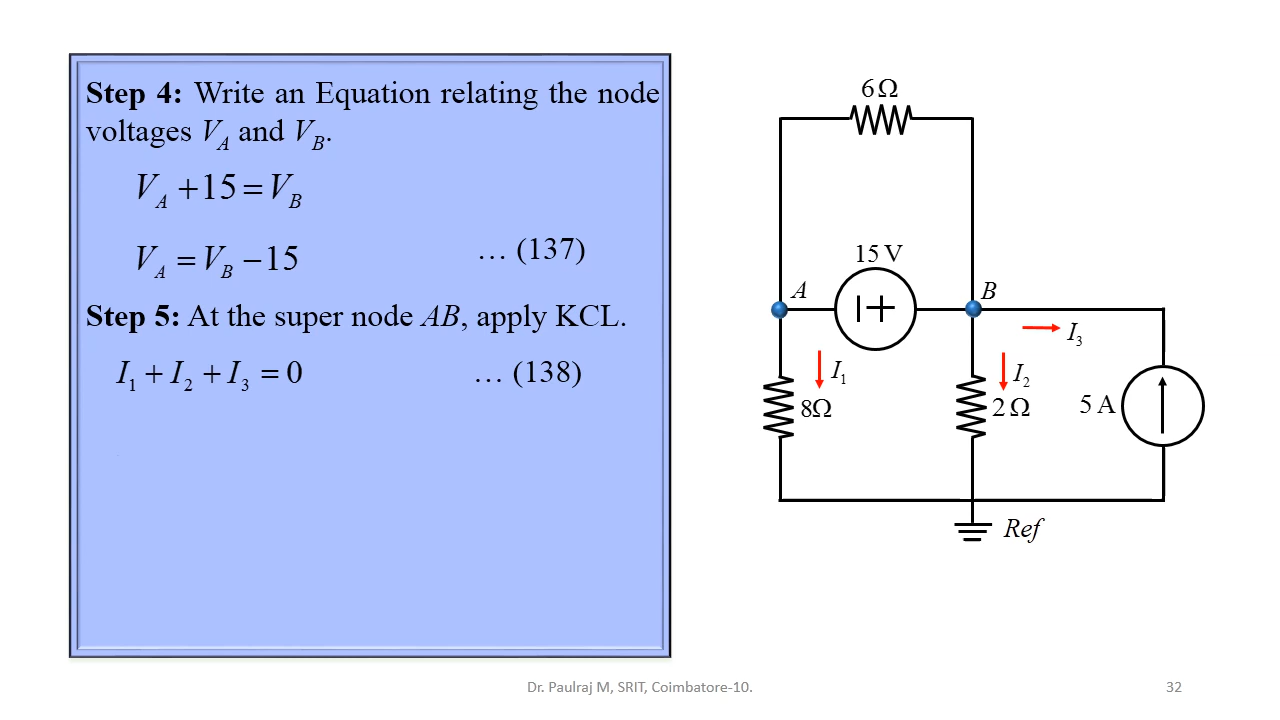 Step 4: Write an Equation relating the node
voltages V_A and V_B.
V_A + 15 = V_B
V_A = V_B − 15 … (137)
Step 5: At the super node AB, apply KCL.
I_1 + I_2 + I_3 = 0 … (138)
6 Ω
15 V
A
B
I_3
I_1
I_2
8Ω
2 Ω
5 A
Ref
Dr. Paulraj M, SRIT, Coimbatore-10.
32